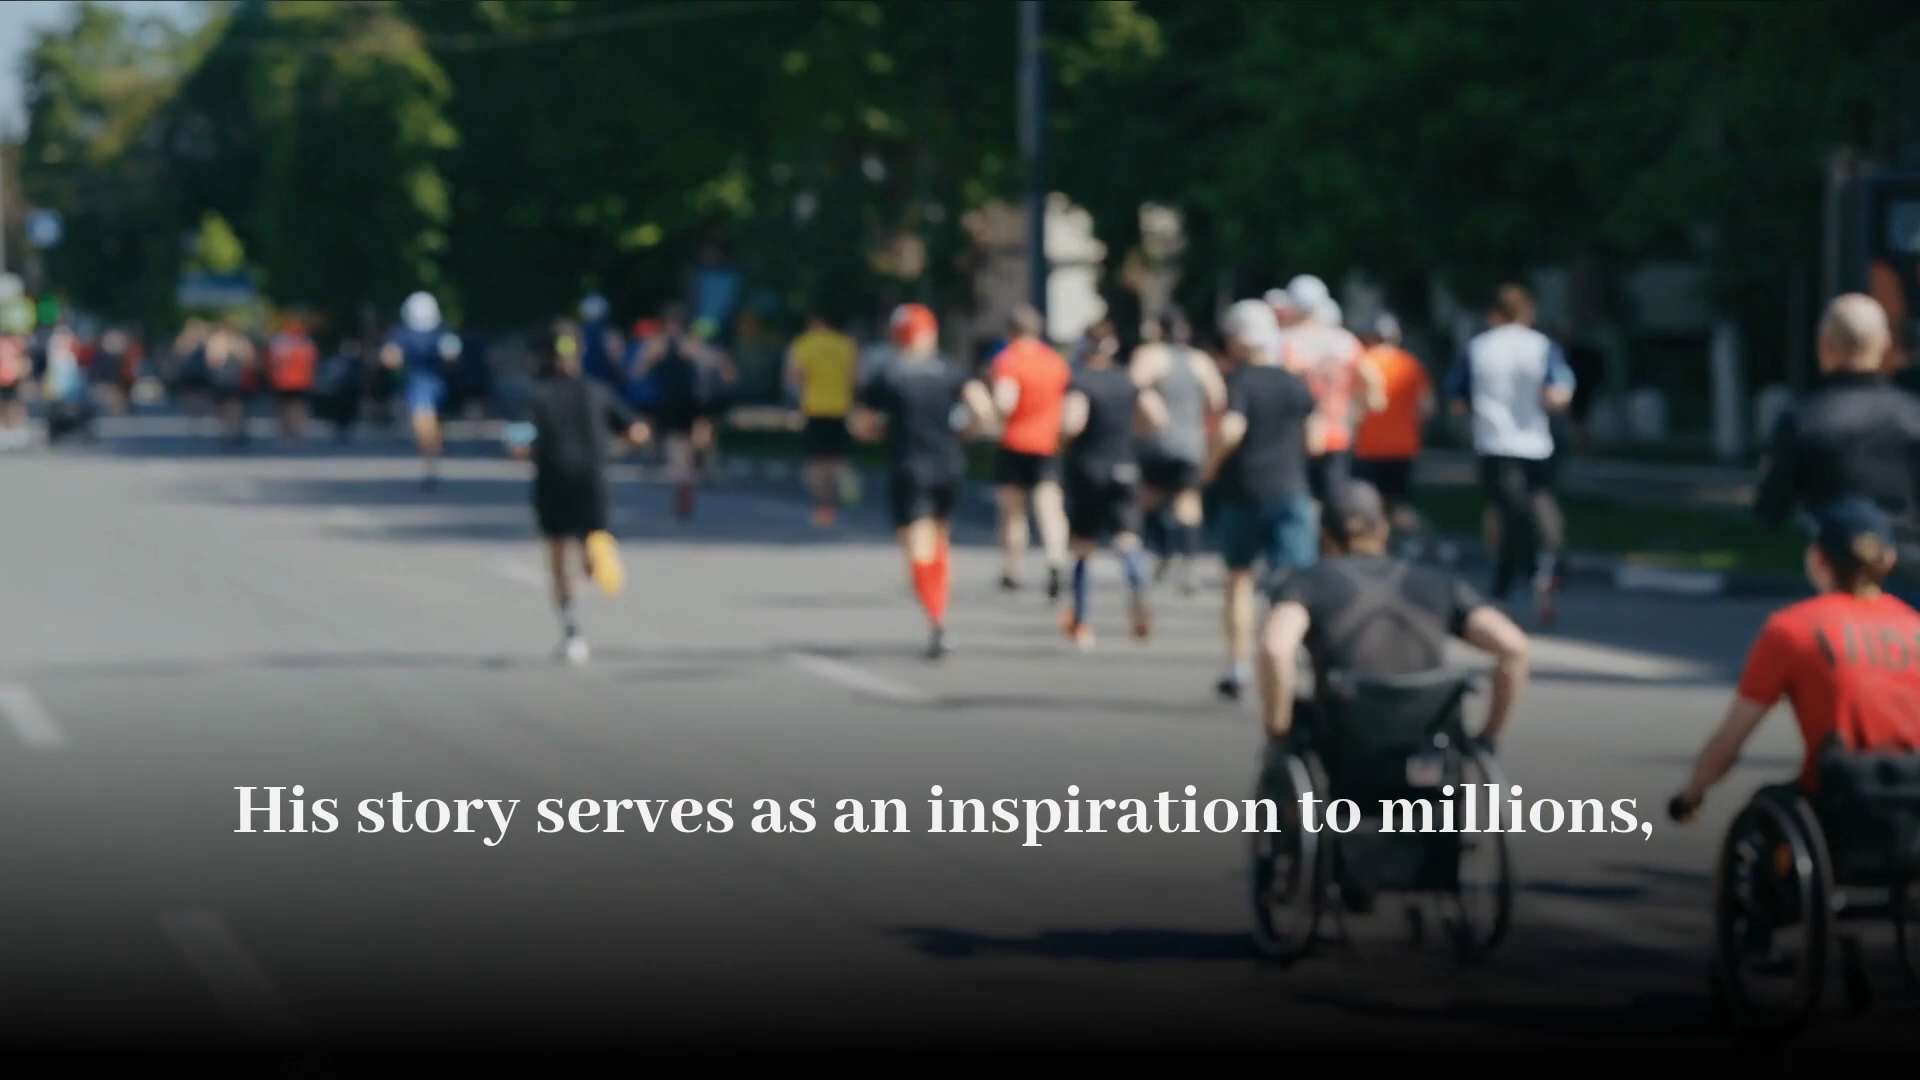 His story serves as an inspiration to millions,